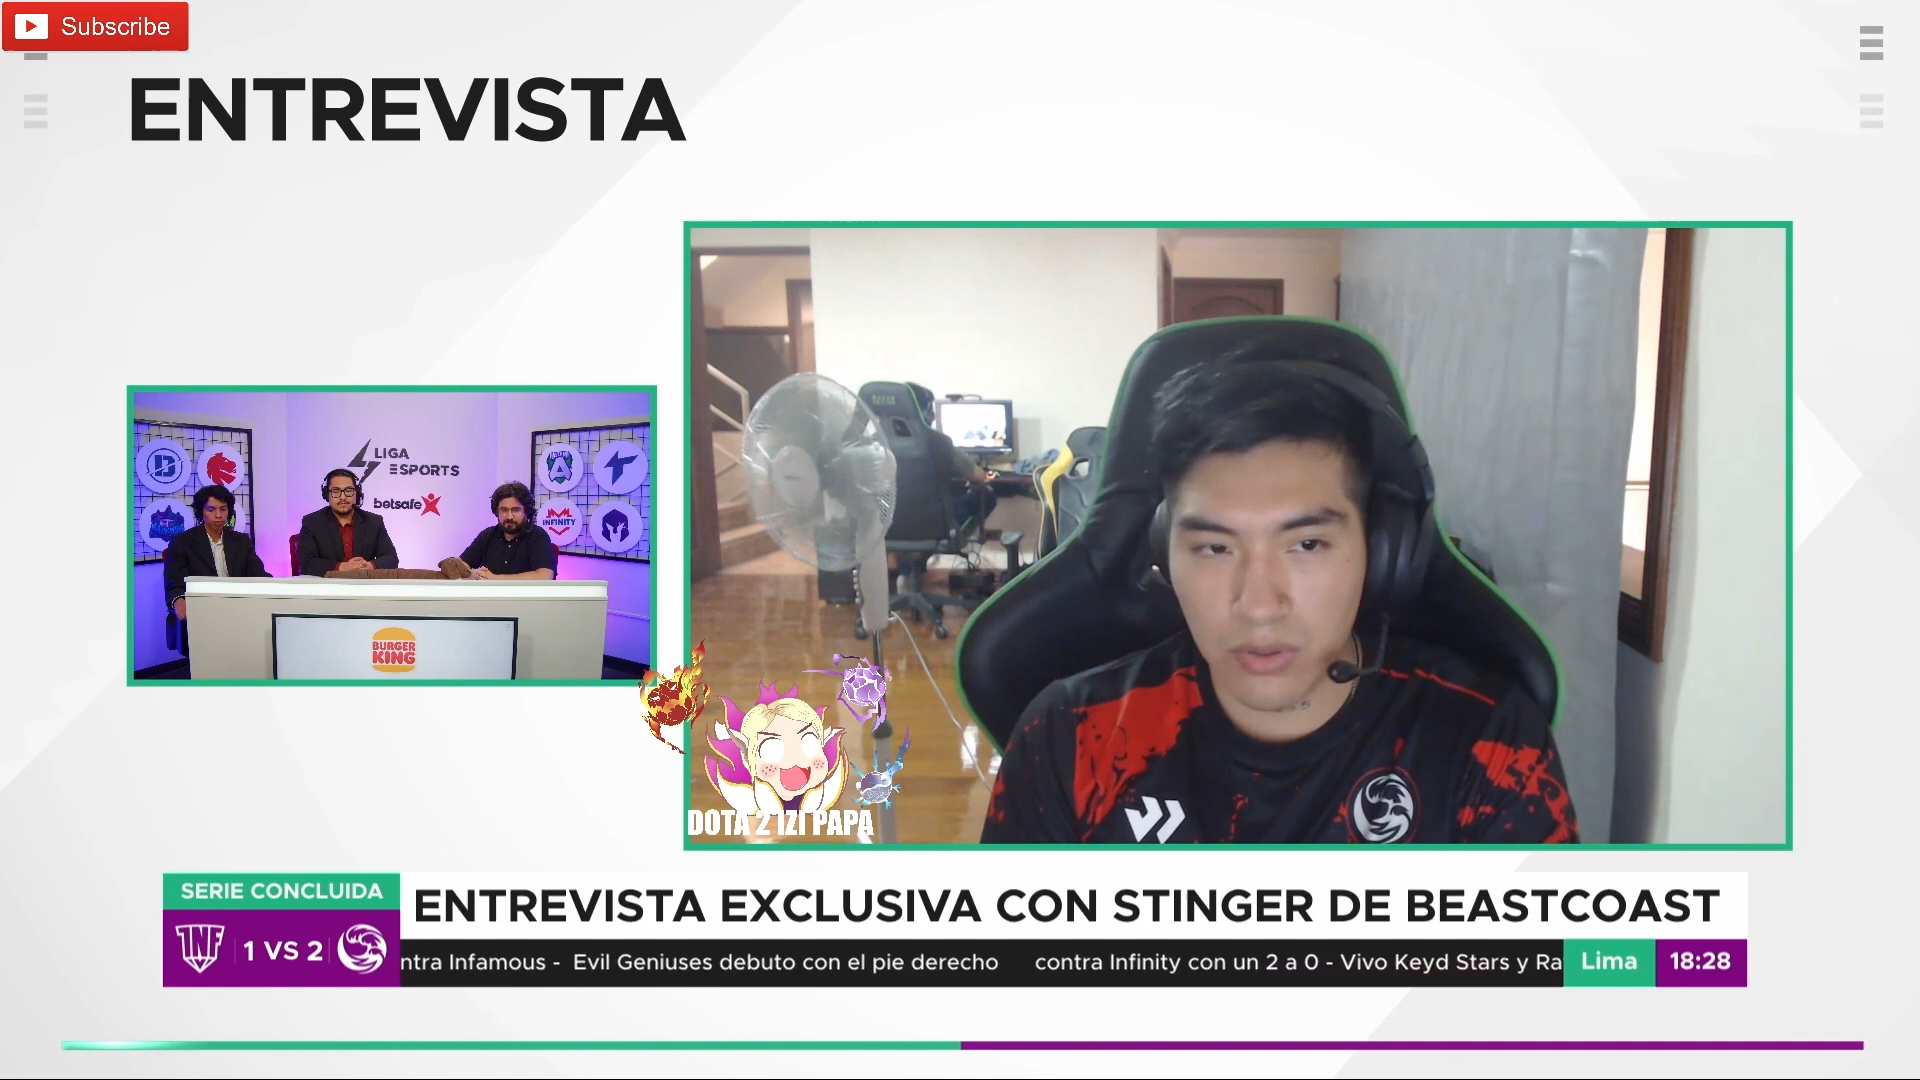 Subscribe
ENTREVISTA
LIGA
ESPORTS
betsafe
INFINITY
BURGER
KING
DOTA 2 IZI PAPA
SERIE CONCLUIDA
ENTREVISTA EXCLUSIVA CON STINGER DE BEASTCOAST
INF 1 VS 2
ntra Infamous - Evil Geniuses debuto con el pie derecho contra Infinity con un 2 a 0 - Vivo Keyd Stars y Ra
Lima 18:28